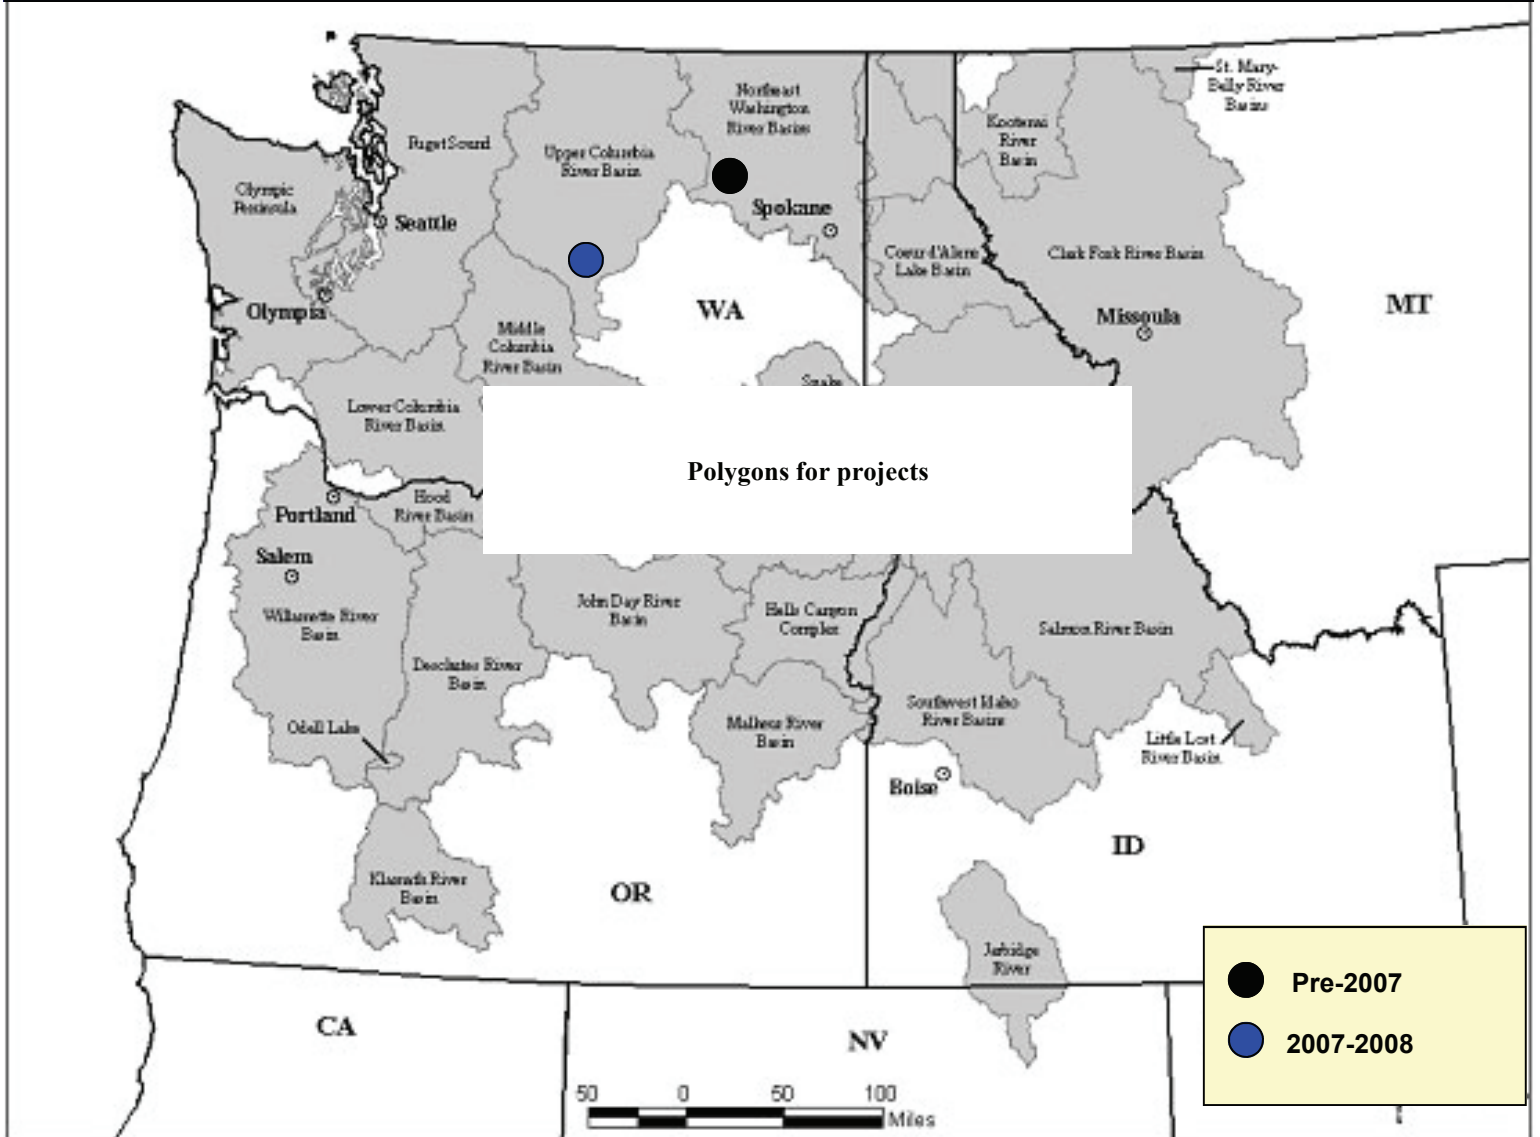 St. Mary-
Belly River
Basins
Northeast
Washington
River Basins
Kootenai
River
Basin
Puget Sound
Upper Columbia
River Basin
Olympic
Peninsula
Spokane
Seattle
Coeur d'Alene
Lake Basin
Clark Fork River Basin
WA
MT
Olympia
Missoula
Middle
Columbia
River Basin
Snake
Lower Columbia
River Basin
Polygons for projects
Hood
River Basin
Portland
Salem
Willamette River
Basin
John Day River
Basin
Hells Canyon
Complex
Salmon River Basin
Deschutes River
Basin
Southwest Idaho
River Basins
Odell Lake
Malheur River
Basin
Little Lost
River Basin
Boise
ID
Klamath River
Basin
OR
Jarbidge
River
Pre-2007
CA
NV
2007-2008
50 0 50 100
Miles